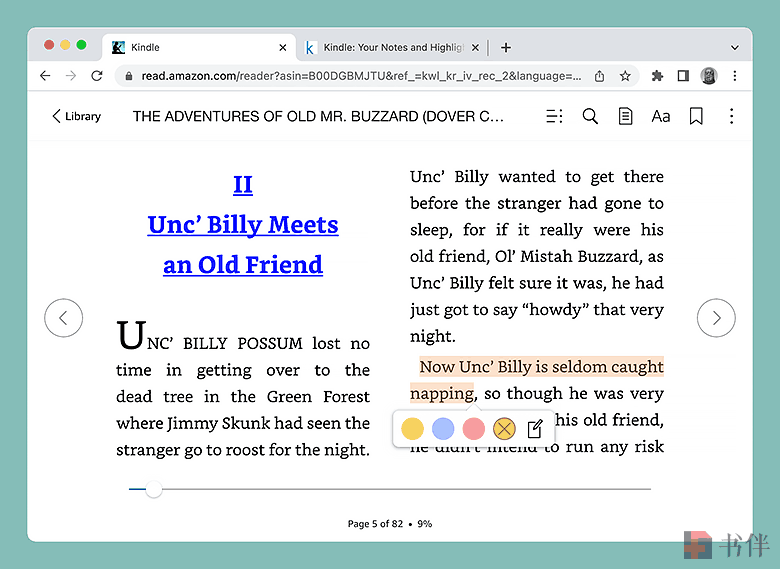 Kindle
Kindle: Your Notes and Highlig
read.amazon.com/reader?asin=B00DGBMJTU&ref_=kwl_kr_iv_rec_2&language=...
Library
THE ADVENTURES OF OLD MR. BUZZARD (DOVER C...
Aa
II
Unc’ Billy Meets
an Old Friend
UNC’ BILLY POSSUM lost no
time in getting over to the
dead tree in the Green Forest
where Jimmy Skunk had seen the
stranger go to roost for the night.
Unc’ Billy wanted to get there
before the stranger had gone to
sleep, for if it really were his
old friend, Ol’ Mistah Buzzard, as
Unc’ Billy felt sure it was, he had
just got to say “howdy” that very
night.
Now Unc’ Billy is seldom caught
napping, so though he was very
his old friend,
he didn’t intend to run any risk
Page 5 of 82 • 9%
书伴